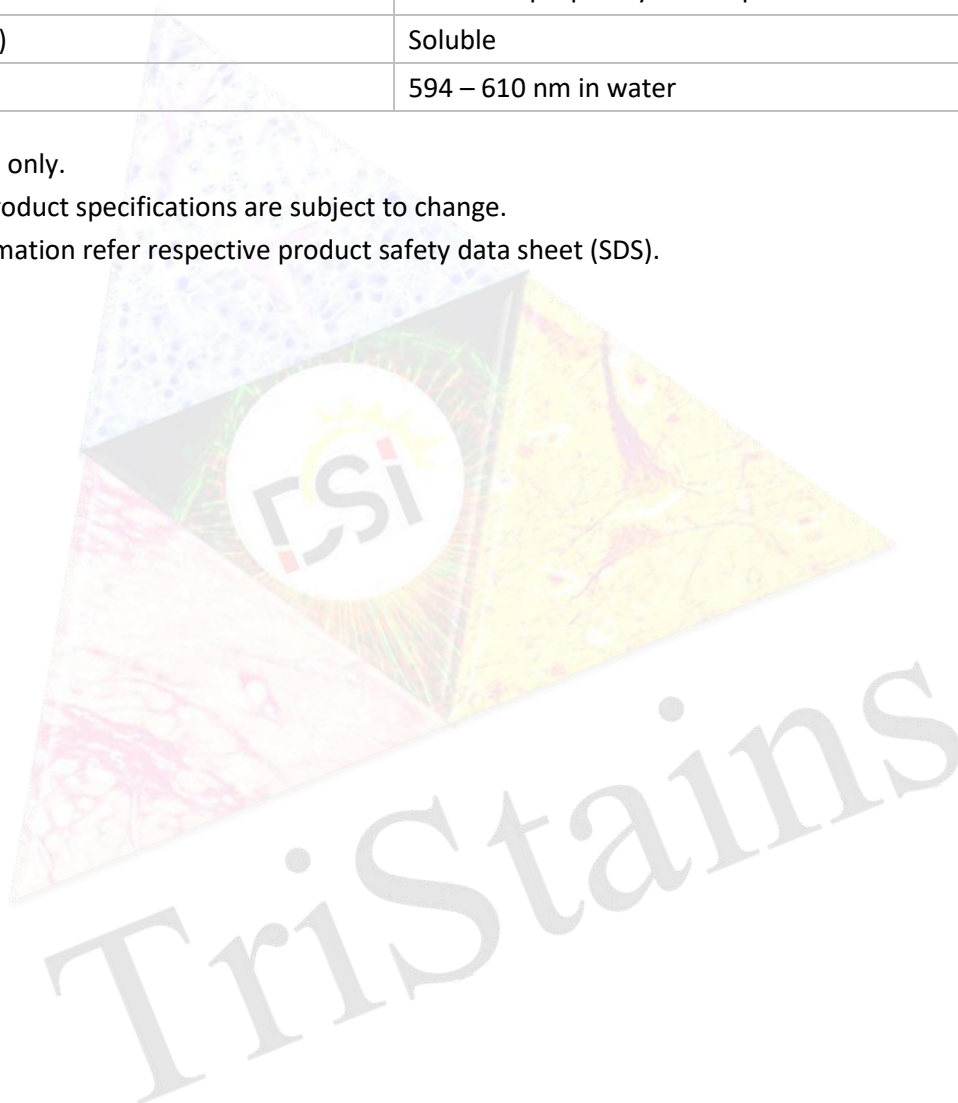 )
Soluble
594 – 610 nm in water
only.
roduct specifications are subject to change.
mation refer respective product safety data sheet (SDS).
DSi
TriStains